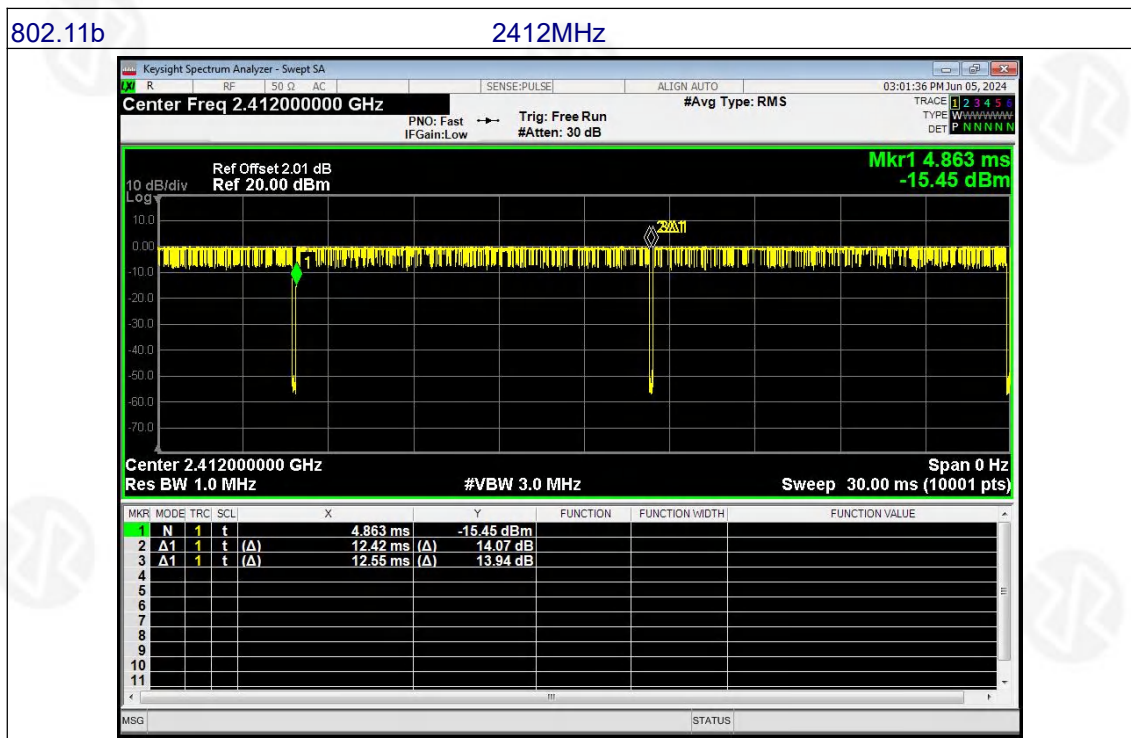 802.11b 2412MHz
Keysight Spectrum Analyzer - Swept SA
LXI R RF 50 Ω AC SENSE:PULSE ALIGN AUTO 03:01:36 PM Jun 05, 2024
Center Freq 2.412000000 GHz #Avg Type: RMS TRACE 1 2 3 4 5 6
PNO: Fast Trig: Free Run TYPE WWWWWWW
IFGain:Low #Atten: 30 dB DET P N N N N N
Mkr1 4.863 ms
Ref Offset 2.01 dB
10 dB/div Ref 20.00 dBm -15.45 dBm
Log
10.0
0.00
-10.0
-20.0
-30.0
-40.0
-50.0
-60.0
-70.0
1
Center 2.412000000 GHz Span 0 Hz
Res BW 1.0 MHz #VBW 3.0 MHz Sweep 30.00 ms (10001 pts)
MKR MODE TRC SCL X Y FUNCTION FUNCTION WIDTH FUNCTION VALUE
1 N 1 t 4.863 ms -15.45 dBm
2 Δ1 1 t (Δ) 12.42 ms (Δ) 14.07 dB
3 Δ1 1 t (Δ) 12.55 ms (Δ) 13.94 dB
4
5
6
7
8
9
10
11
MSG STATUS